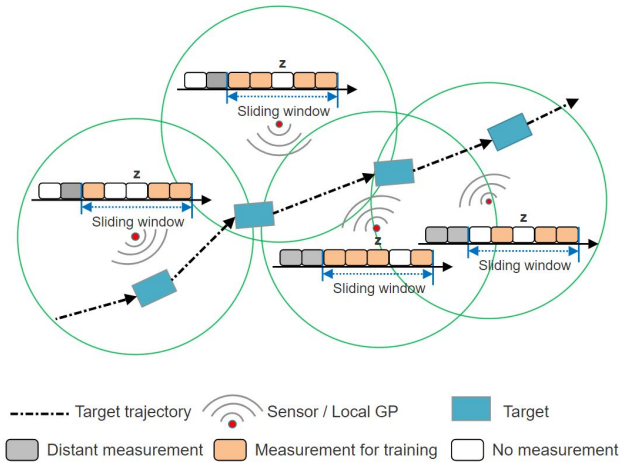 z
Sliding window
z
Sliding window
z
Sliding window
z
Sliding window
Target trajectory
Sensor / Local GP
Target
Distant measurement
Measurement for training
No measurement